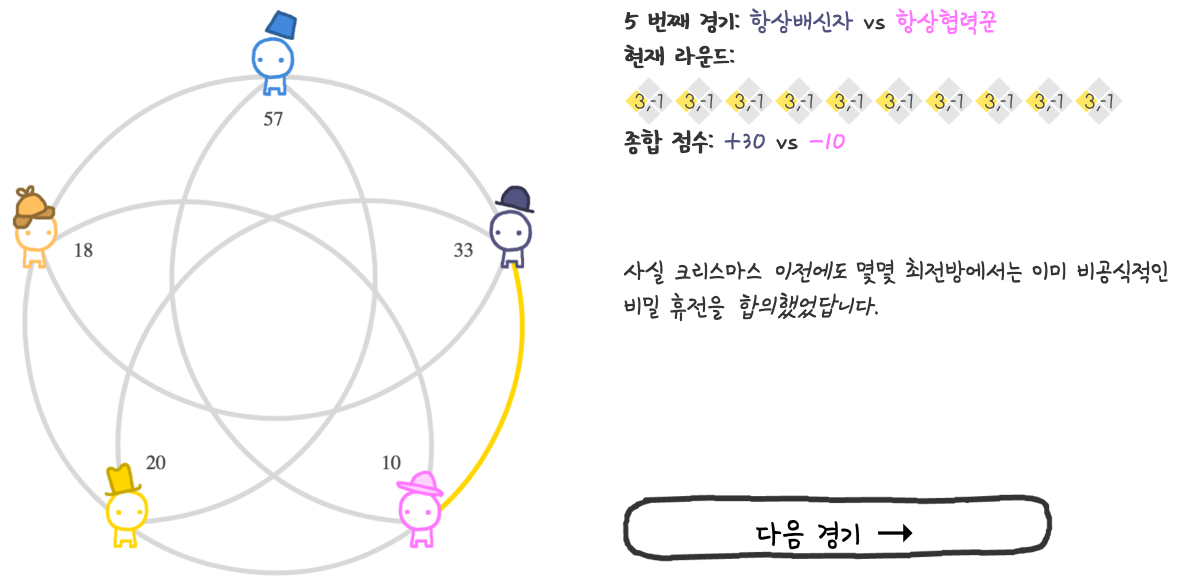 5 번째 경기: 항상배신자 vs 항상협력꾼
현재 라운드:
3,-1 3,-1 3,-1 3,-1 3,-1 3,-1 3,-1 3,-1 3,-1 3,-1
종합 점수: +30 vs -10
57
18
33
20
10
사실 크리스마스 이전에도 몇몇 최전방에서는 이미 비공식적인
비밀 휴전을 합의했었답니다.
다음 경기 →